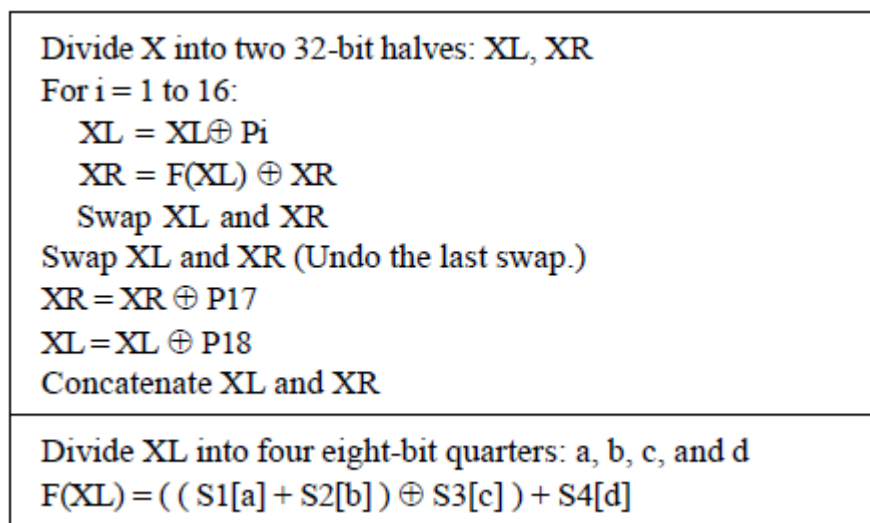 Divide X into two 32-bit halves: XL, XR
For i = 1 to 16:
XL = XL⊕ Pi
XR = F(XL) ⊕ XR
Swap XL and XR
Swap XL and XR (Undo the last swap.)
XR = XR ⊕ P17
XL = XL ⊕ P18
Concatenate XL and XR
Divide XL into four eight-bit quarters: a, b, c, and d
F(XL) = ( ( S1[a] + S2[b] ) ⊕ S3[c] ) + S4[d]